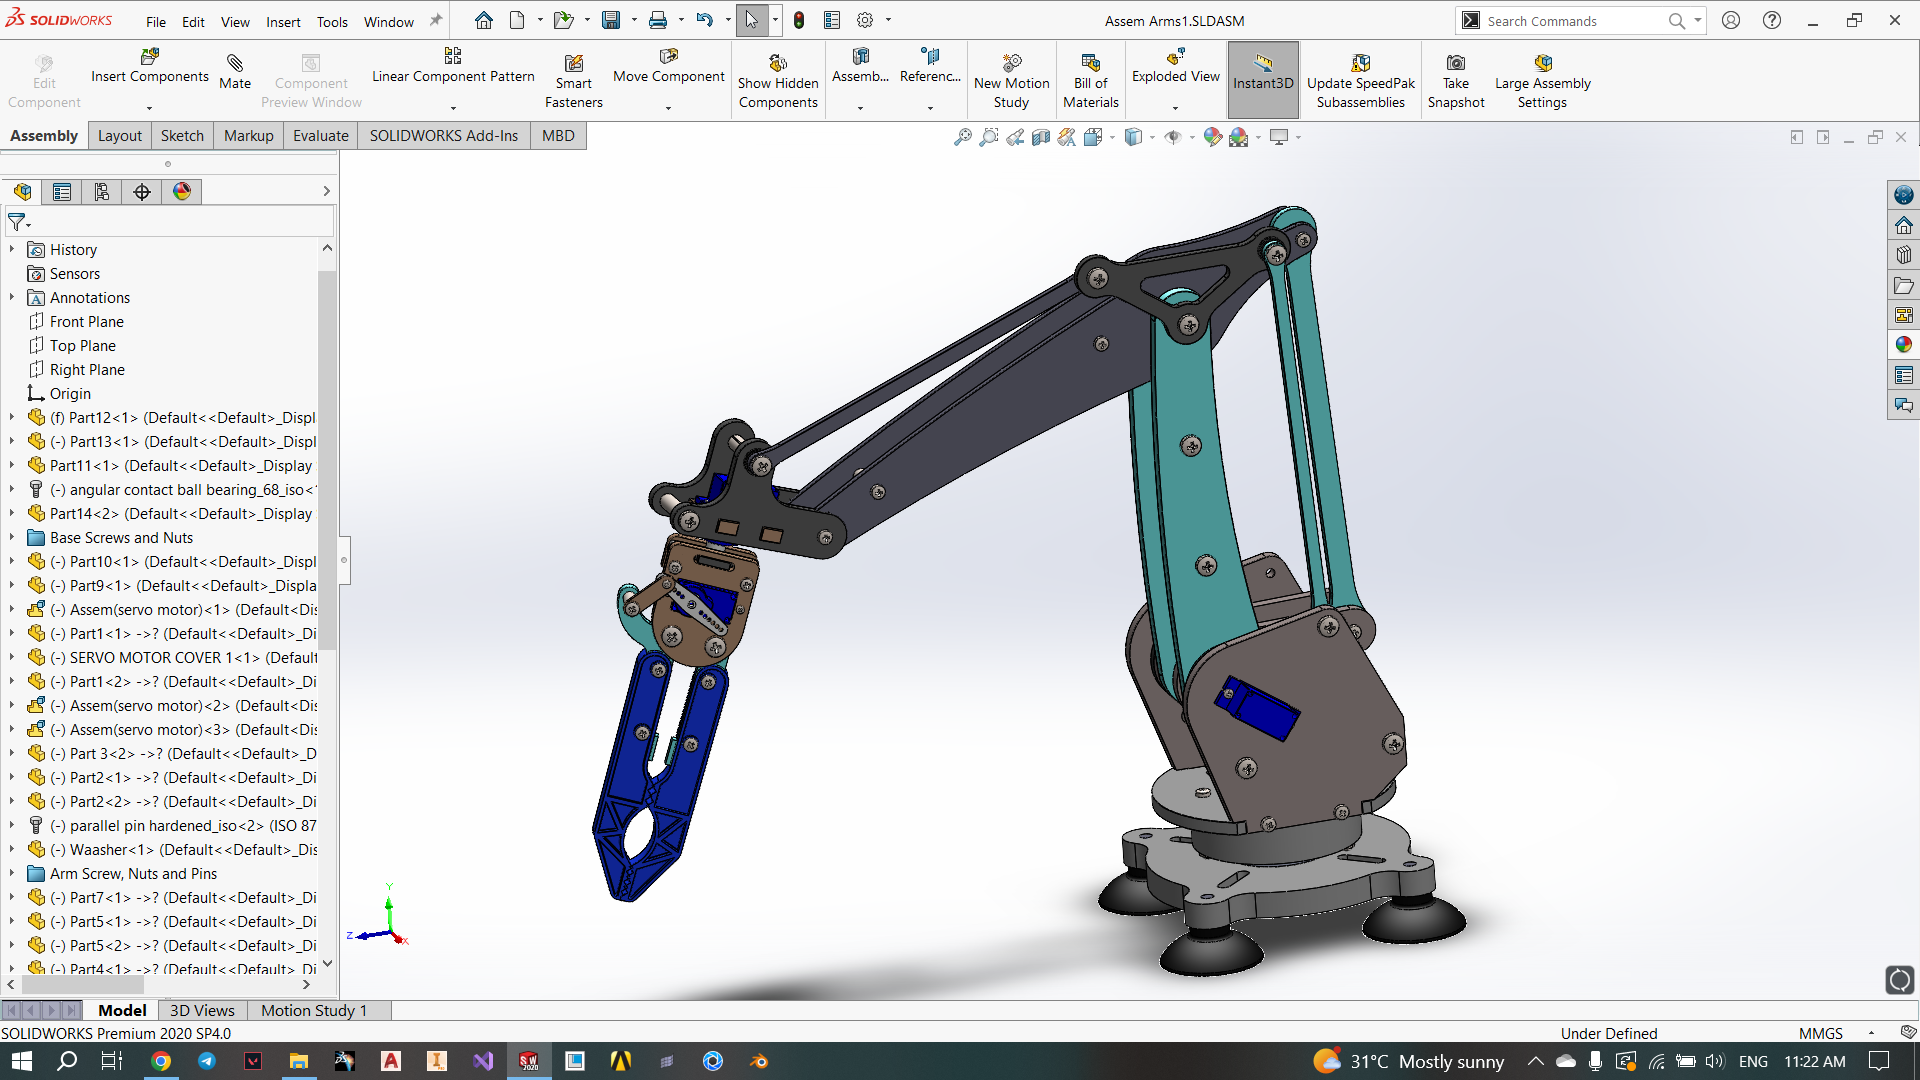 SOLIDWORKS
File Edit View Insert Tools Window
Assem Arms1.SLDASM
Search Commands
Edit Component
Insert Components
Mate
Component Preview Window
Linear Component Pattern
Smart Fasteners
Move Component
Show Hidden Components
Assemb...
Referenc...
New Motion Study
Bill of Materials
Exploded View
Instant3D
Update SpeedPak Subassemblies
Take Snapshot
Large Assembly Settings
Assembly Layout Sketch Markup Evaluate SOLIDWORKS Add-Ins MBD
History
Sensors
Annotations
Front Plane
Top Plane
Right Plane
Origin
(f) Part12<1> (Default<<Default>_Displ
(-) Part13<1> (Default<<Default>_Displ
Part11<1> (Default<<Default>_Display
(-) angular contact ball bearing_68_iso<
Part14<2> (Default<<Default>_Display
Base Screws and Nuts
(-) Part10<1> (Default<<Default>_Displ
(-) Part9<1> (Default<<Default>_Displa
(-) Assem(servo motor)<1> (Default<Dis
(-) Part1<1> ->? (Default<<Default>_Di
(-) SERVO MOTOR COVER 1<1> (Default
(-) Part1<2> ->? (Default<<Default>_Di
(-) Assem(servo motor)<2> (Default<Dis
(-) Assem(servo motor)<3> (Default<Dis
(-) Part 3<2> ->? (Default<<Default>_D
(-) Part2<1> ->? (Default<<Default>_Di
(-) Part2<2> ->? (Default<<Default>_Di
(-) parallel pin hardened_iso<2> (ISO 87
(-) Waasher<1> (Default<<Default>_Dis
Arm Screw, Nuts and Pins
(-) Part7<1> ->? (Default<<Default>_Di
(-) Part5<1> ->? (Default<<Default>_Di
(-) Part5<2> ->? (Default<<Default>_Di
(-) Part4<1> ->? (Default<<Default>_Di
Y
Z
X
Model 3D Views Motion Study 1
SOLIDWORKS Premium 2020 SP4.0
Under Defined
MMGS
31°C Mostly sunny
ENG
11:22 AM